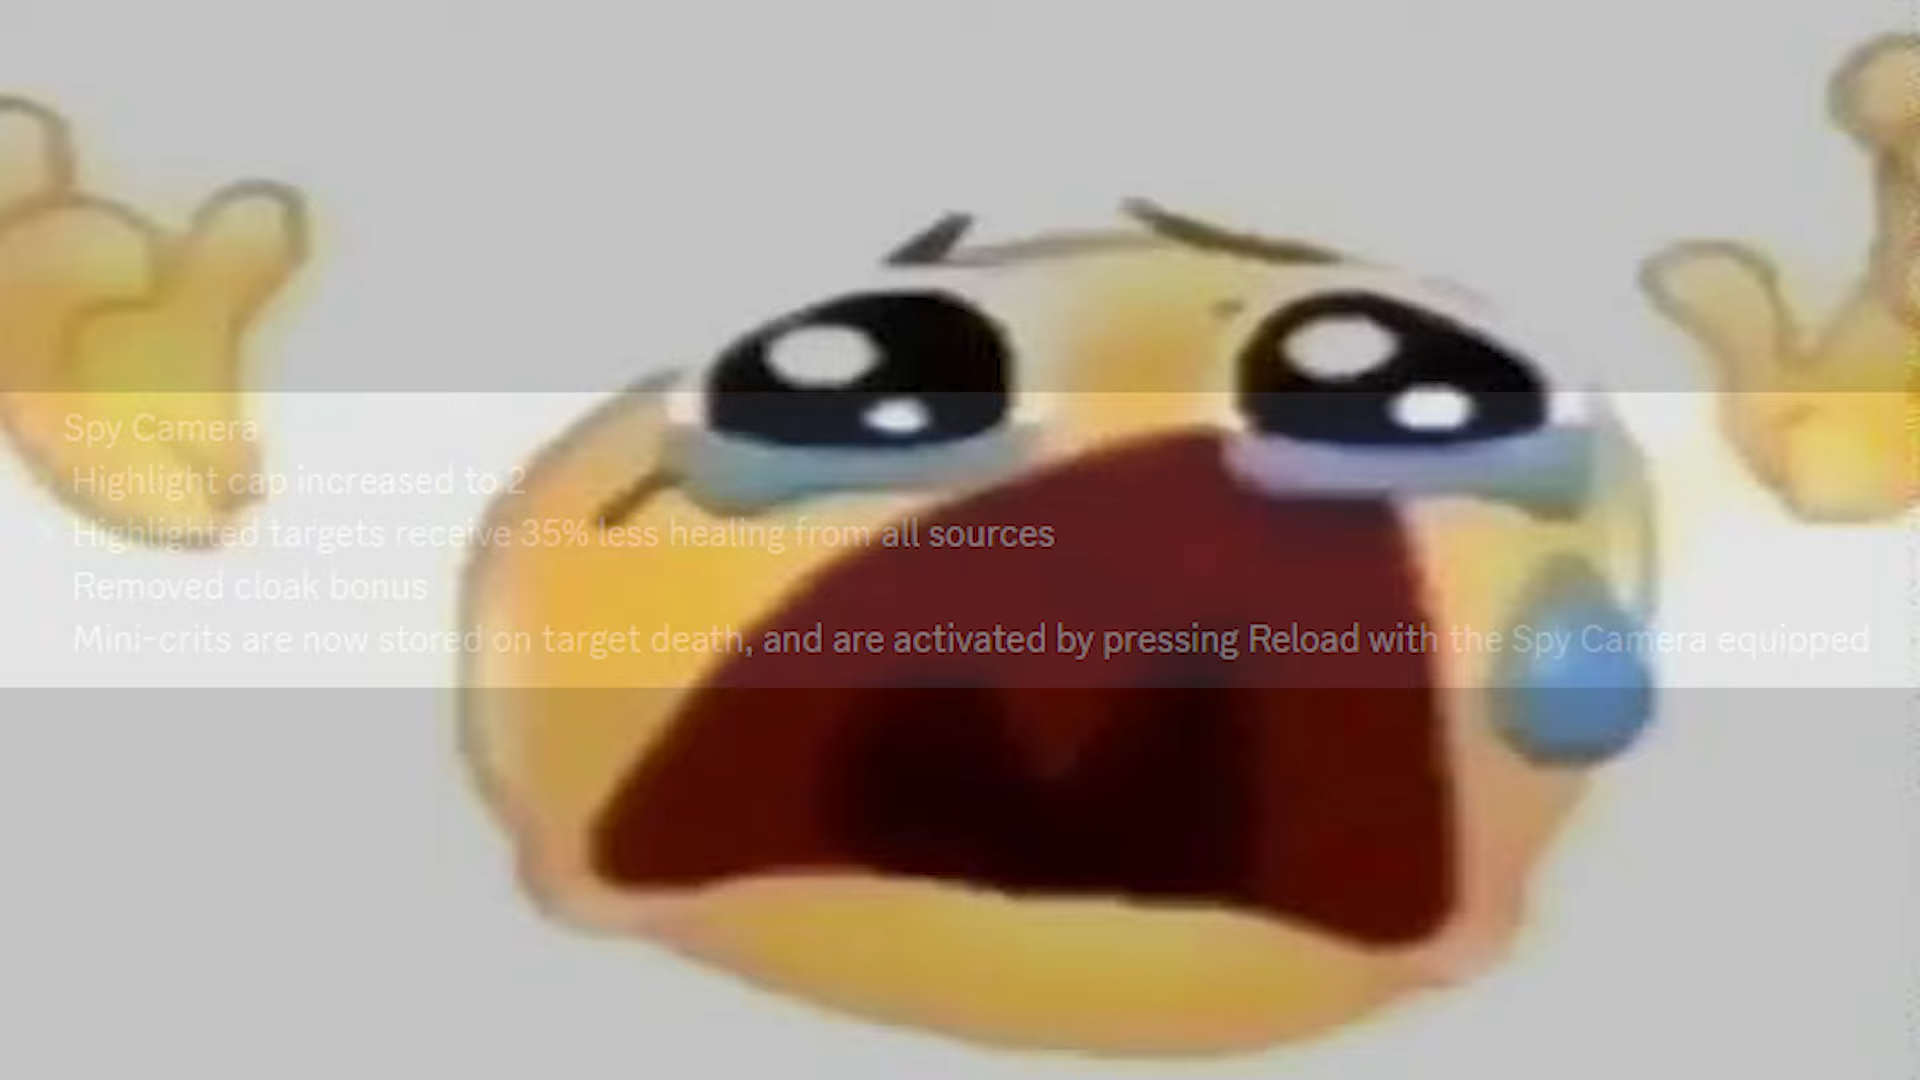 Spy Camera
Highlight cap increased to 2
Highlighted targets receive 35% less healing from all sources
Removed cloak bonus
Mini-crits are now stored on target death, and are activated by pressing Reload with the Spy Camera equipped